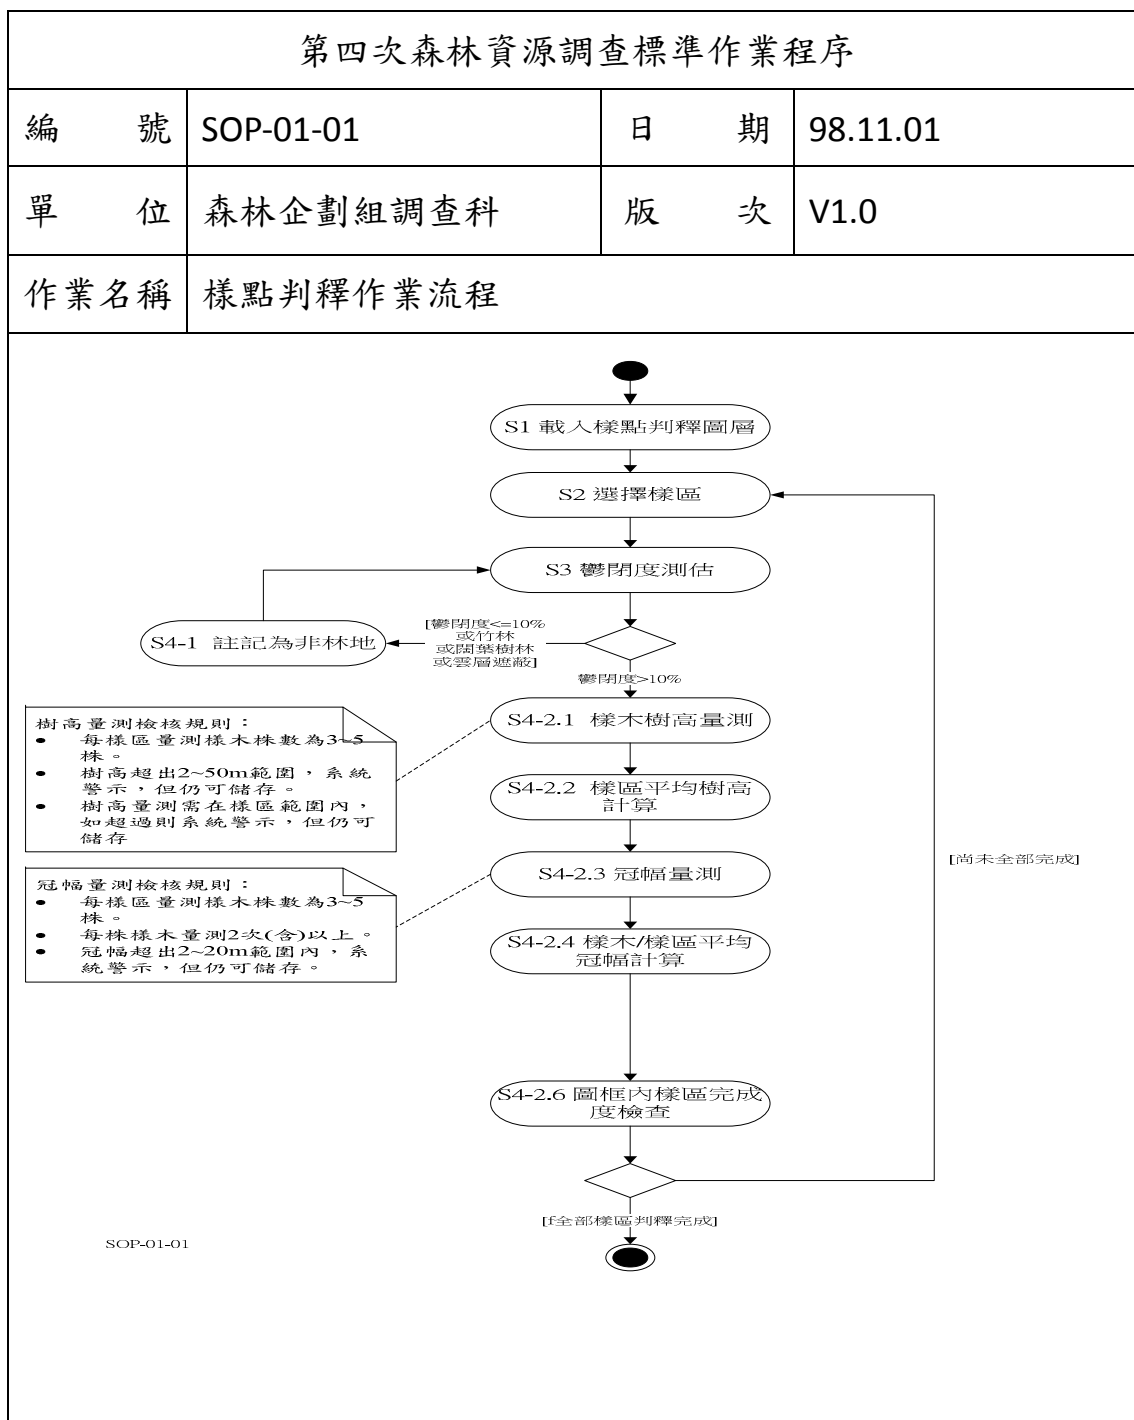 第四次森林資源調查標準作業程序
編 號 SOP-01-01 日 期 98.11.01
單 位 森林企劃組調查科 版 次 V1.0
作業名稱 樣點判釋作業流程
S1 載入樣點判釋圖層
S2 選擇樣區
S3 鬱閉度測估
[鬱閉度<=10%
或竹林
或闊葉樹林
或雲層遮蔽]
S4-1 註記為非林地
鬱閉度>10%
S4-2.1 樣木樹高量測
樹高量測檢核規則：
• 每樣區量測樣木株數為3~5
株。
• 樹高超出2~50m範圍，系統
警示，但仍可儲存。
• 樹高量測需在樣區範圍內，
如超過則系統警示，但仍可
儲存
S4-2.2 樣區平均樹高
計算
S4-2.3 冠幅量測
[尚未全部完成]
冠幅量測檢核規則：
• 每樣區量測樣木株數為3~5
株。
• 每株樣木量測2次(含)以上。
• 冠幅超出2~20m範圍內，系
統警示，但仍可儲存。
S4-2.4 樣木/樣區平均
冠幅計算
S4-2.6 圖框內樣區完成
度檢查
[f全部樣區判釋完成]
SOP-01-01